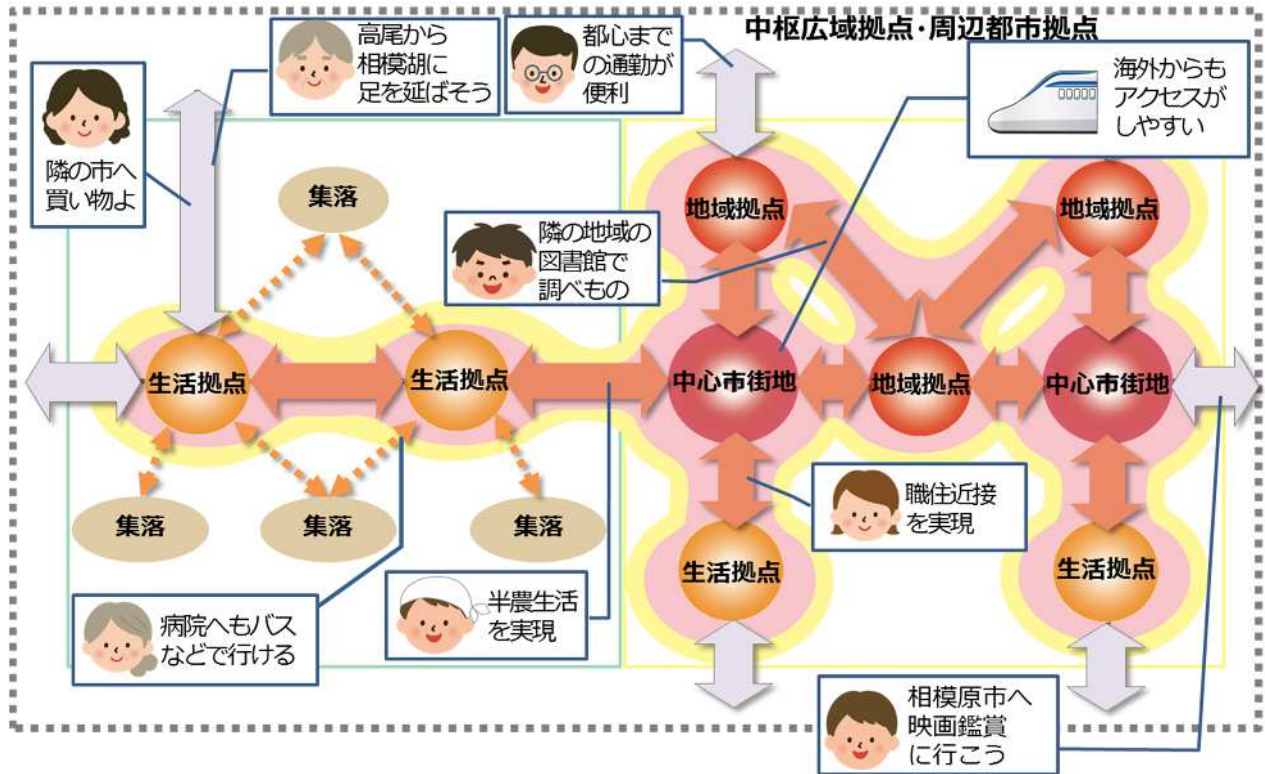 中枢広域拠点・周辺都市拠点
高尾から
相模湖に
足を延ばそう
都心まで
の通勤が
便利
海外からも
アクセスが
しやすい
隣の市へ
買い物よ
集落
地域拠点
地域拠点
隣の地域の
図書館で
調べもの
生活拠点
生活拠点
中心市街地
地域拠点
中心市街地
集落
集落
集落
職住近接
を実現
生活拠点
生活拠点
病院へもバス
などで行ける
半農生活
を実現
相模原市へ
映画鑑賞
に行こう